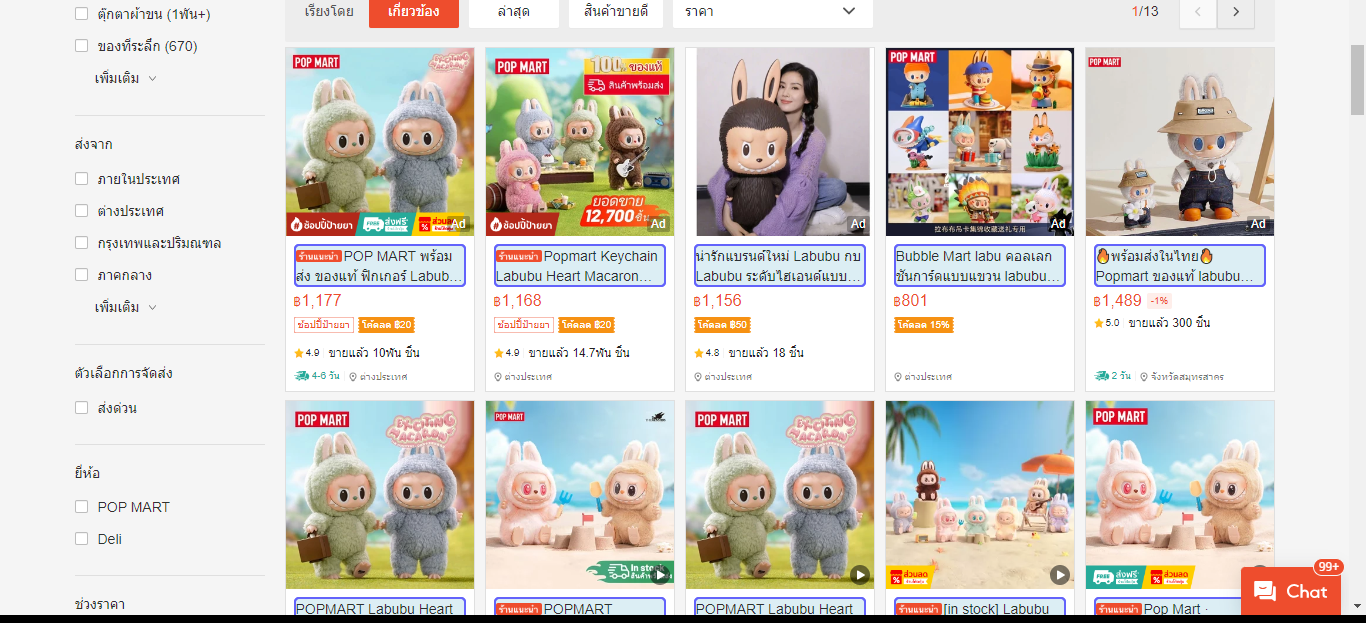 ตุ๊กตาผ้าขน (1พัน+)
ของที่ระลึก (670)
เพิ่มเติม
ส่งจาก
ภายในประเทศ
ต่างประเทศ
กรุงเทพและปริมณฑล
ภาคกลาง
เพิ่มเติม
ตัวเลือกการจัดส่ง
ส่งด่วน
ยี่ห้อ
POP MART
Deli
ช่วงราคา
เรียงโดย
เกี่ยวข้อง
ล่าสุด
สินค้าขายดี
ราคา
1/13
POP MART
EXCITING
ช้อปปี้ป้ายยา
ส่งฟรี
ส่วนลด
Ad
ร้านแนะนำ POP MART พร้อม
ส่ง ของแท้ ฟิกเกอร์ Labub…
฿1,177
ช้อปปี้ป้ายยา
โค้ดลด ฿20
4.9
ขายแล้ว 10พัน ชิ้น
4-6 วัน
ต่างประเทศ
POP MART
100% ของแท้
สินค้าพร้อมส่ง
ยอดขาย
12,700 ชิ้น
ช้อปปี้ป้ายยา
Ad
ร้านแนะนำ Popmart Keychain
Labubu Heart Macaron…
฿1,168
ช้อปปี้ป้ายยา
โค้ดลด ฿20
4.9
ขายแล้ว 14.7พัน ชิ้น
ต่างประเทศ
Ad
น่ารักแบรนด์ใหม่ Labubu กบ
Labubu ระดับไฮเอนด์แบบ…
฿1,156
โค้ดลด ฿50
4.8
ขายแล้ว 18 ชิ้น
ต่างประเทศ
POP MART
拉布布吊卡集锦收藏送礼专用
Ad
Bubble Mart labu คอลเลก
ชันการ์ดแบบแขวน labubu…
฿801
โค้ดลด 15%
ต่างประเทศ
POP MART
Ad
🔥พร้อมส่งในไทย🔥
Popmart ของแท้ labubu…
฿1,489
-1%
5.0
ขายแล้ว 300 ชิ้น
2 วัน
จังหวัดสมุทรสาคร
POP MART
EXCITING
VACATION
POPMART Labubu Heart
POP MART
In stock
ร้านแนะนำ POPMART
POP MART
EXCITING
VACATION
POPMART Labubu Heart
ส่วนลด
ร้านแนะนำ [in stock] Labubu
POP MART
ส่งฟรี
ส่วนลด
ร้านแนะนำ Pop Mart ·
99+
Chat